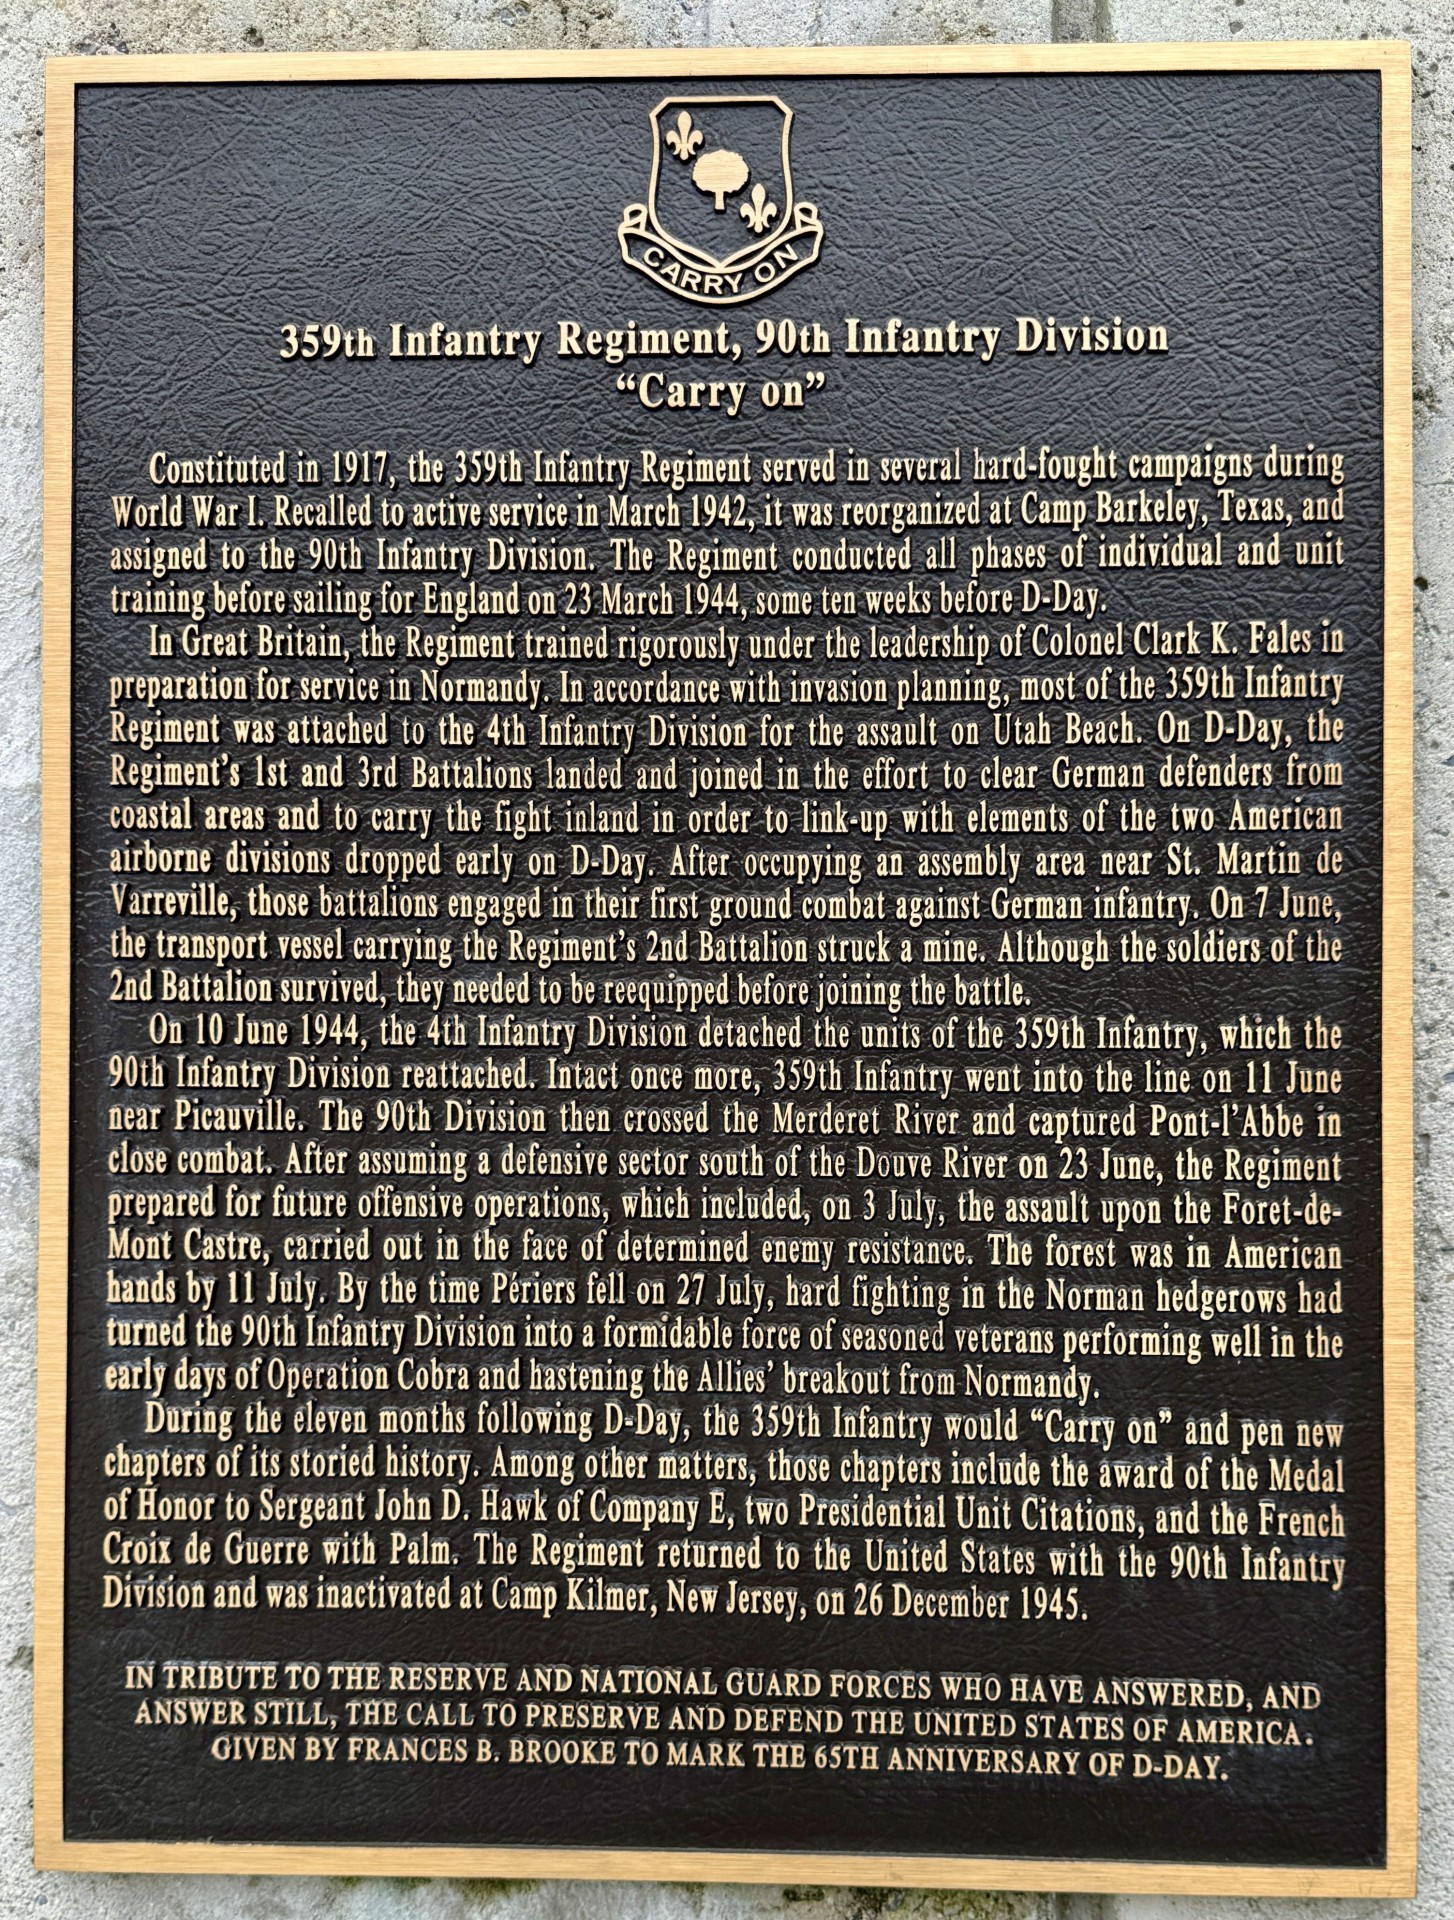 CARRY ON
359th Infantry Regiment, 90th Infantry Division
“Carry on”
Constituted in 1917, the 359th Infantry Regiment served in several hard-fought campaigns during
World War I. Recalled to active service in March 1942, it was reorganized at Camp Barkeley, Texas, and
assigned to the 90th Infantry Division. The Regiment conducted all phases of individual and unit
training before sailing for England on 23 March 1944, some ten weeks before D-Day.
In Great Britain, the Regiment trained rigorously under the leadership of Colonel Clark K. Fales in
preparation for service in Normandy. In accordance with invasion planning, most of the 359th Infantry
Regiment was attached to the 4th Infantry Division for the assault on Utah Beach. On D-Day, the
Regiment’s 1st and 3rd Battalions landed and joined in the effort to clear German defenders from
coastal areas and to carry the fight inland in order to link-up with elements of the two American
airborne divisions dropped early on D-Day. After occupying an assembly area near St. Martin de
Varreville, those battalions engaged in their first ground combat against German infantry. On 7 June,
the transport vessel carrying the Regiment’s 2nd Battalion struck a mine. Although the soldiers of the
2nd Battalion survived, they needed to be reequipped before joining the battle.
On 10 June 1944, the 4th Infantry Division detached the units of the 359th Infantry, which the
90th Infantry Division reattached. Intact once more, 359th Infantry went into the line on 11 June
near Picauville. The 90th Division then crossed the Merderet River and captured Pont-l’Abbe in
close combat. After assuming a defensive sector south of the Douve River on 23 June, the Regiment
prepared for future offensive operations, which included, on 3 July, the assault upon the Foret-de-
Mont Castre, carried out in the face of determined enemy resistance. The forest was in American
hands by 11 July. By the time Périers fell on 27 July, hard fighting in the Norman hedgerows had
turned the 90th Infantry Division into a formidable force of seasoned veterans performing well in the
early days of Operation Cobra and hastening the Allies’ breakout from Normandy.
During the eleven months following D-Day, the 359th Infantry would “Carry on” and pen new
chapters of its storied history. Among other matters, those chapters include the award of the Medal
of Honor to Sergeant John D. Hawk of Company E, two Presidential Unit Citations, and the French
Croix de Guerre with Palm. The Regiment returned to the United States with the 90th Infantry
Division and was inactivated at Camp Kilmer, New Jersey, on 26 December 1945.
IN TRIBUTE TO THE RESERVE AND NATIONAL GUARD FORCES WHO HAVE ANSWERED, AND
ANSWER STILL, THE CALL TO PRESERVE AND DEFEND THE UNITED STATES OF AMERICA.
GIVEN BY FRANCES B. BROOKE TO MARK THE 65TH ANNIVERSARY OF D-DAY.